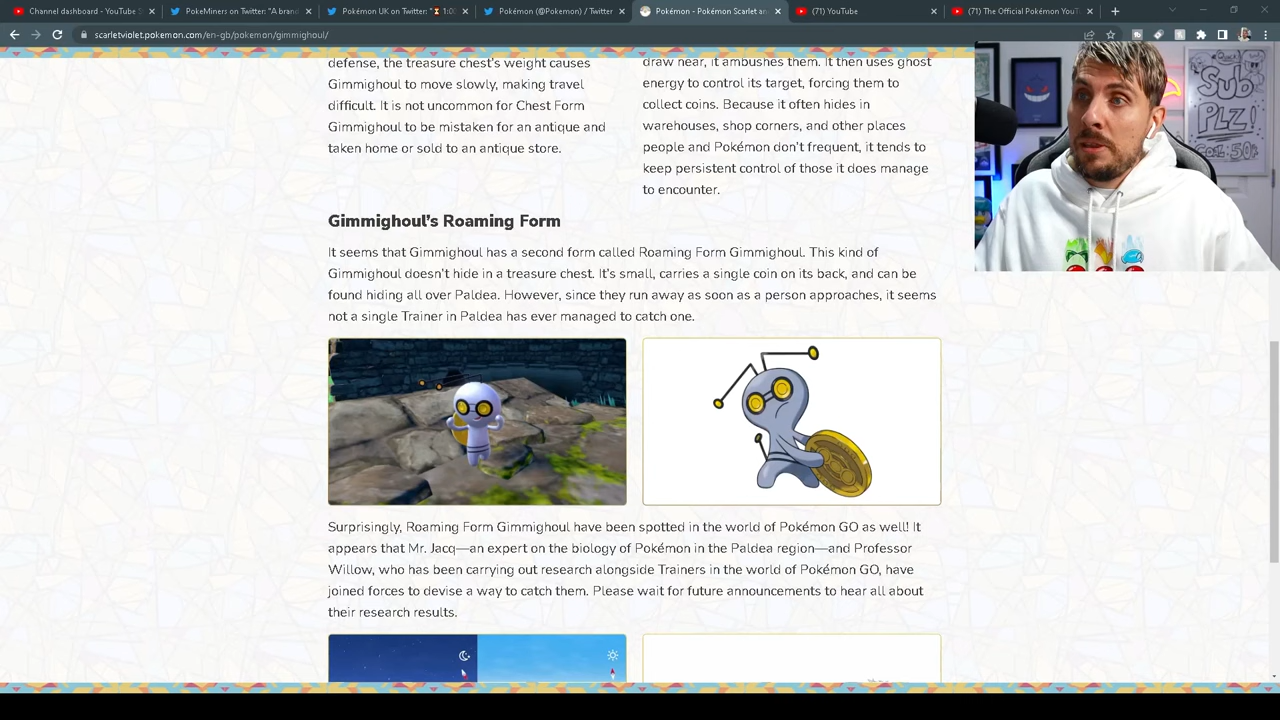 Channel dashboard - YouTube S
PokeMiners on Twitter: "A brand
Pokémon UK on Twitter: " 1:00
Pokémon (@Pokemon) / Twitter
Pokémon - Pokémon Scarlet an
(71) YouTube
(71) The Official Pokémon YouT
scarletviolet.pokemon.com/en-gb/pokemon/gimmighoul/
defense, the treasure chest's weight causes
Gimmighoul to move slowly, making travel
difficult. It is not uncommon for Chest Form
Gimmighoul to be mistaken for an antique and
taken home or sold to an antique store.
draw near, it ambushes them. It then uses ghost
energy to control its target, forcing them to
collect coins. Because it often hides in
warehouses, shop corners, and other places
people and Pokémon don't frequent, it tends to
keep persistent control of those it does manage
to encounter.
SUB
PLZ!
Goal: 50+
Gimmighoul's Roaming Form
It seems that Gimmighoul has a second form called Roaming Form Gimmighoul. This kind of
Gimmighoul doesn't hide in a treasure chest. It's small, carries a single coin on its back, and can be
found hiding all over Paldea. However, since they run away as soon as a person approaches, it seems
not a single Trainer in Paldea has ever managed to catch one.
Surprisingly, Roaming Form Gimmighoul have been spotted in the world of Pokémon GO as well! It
appears that Mr. Jacq—an expert on the biology of Pokémon in the Paldea region—and Professor
Willow, who has been carrying out research alongside Trainers in the world of Pokémon GO, have
joined forces to devise a way to catch them. Please wait for future announcements to hear all about
their research results.